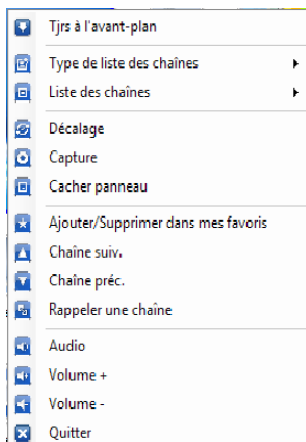 Tjrs à l'avant-plan
Type de liste des chaînes
Liste des chaînes
Décalage
Capture
Cacher panneau
Ajouter/Supprimer dans mes favoris
Chaîne suiv.
Chaîne préc.
Rappeler une chaîne
Audio
Volume +
Volume -
Quitter